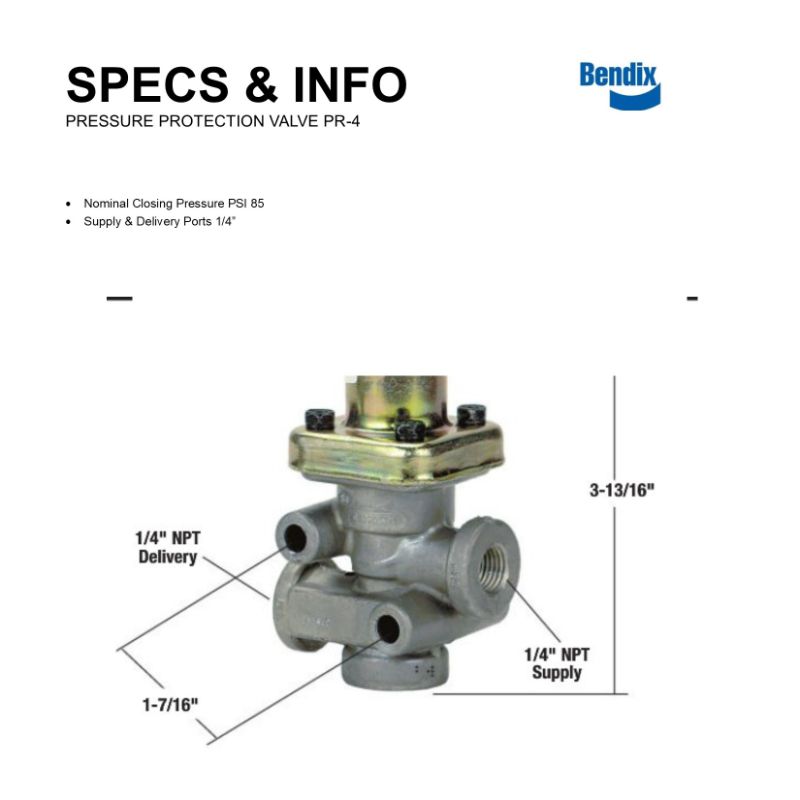 SPECS & INFO
Bendix
PRESSURE PROTECTION VALVE PR-4
• Nominal Closing Pressure PSI 85
• Supply & Delivery Ports 1/4”
3-13/16"
1/4" NPT
Delivery
1/4" NPT
Supply
1-7/16"